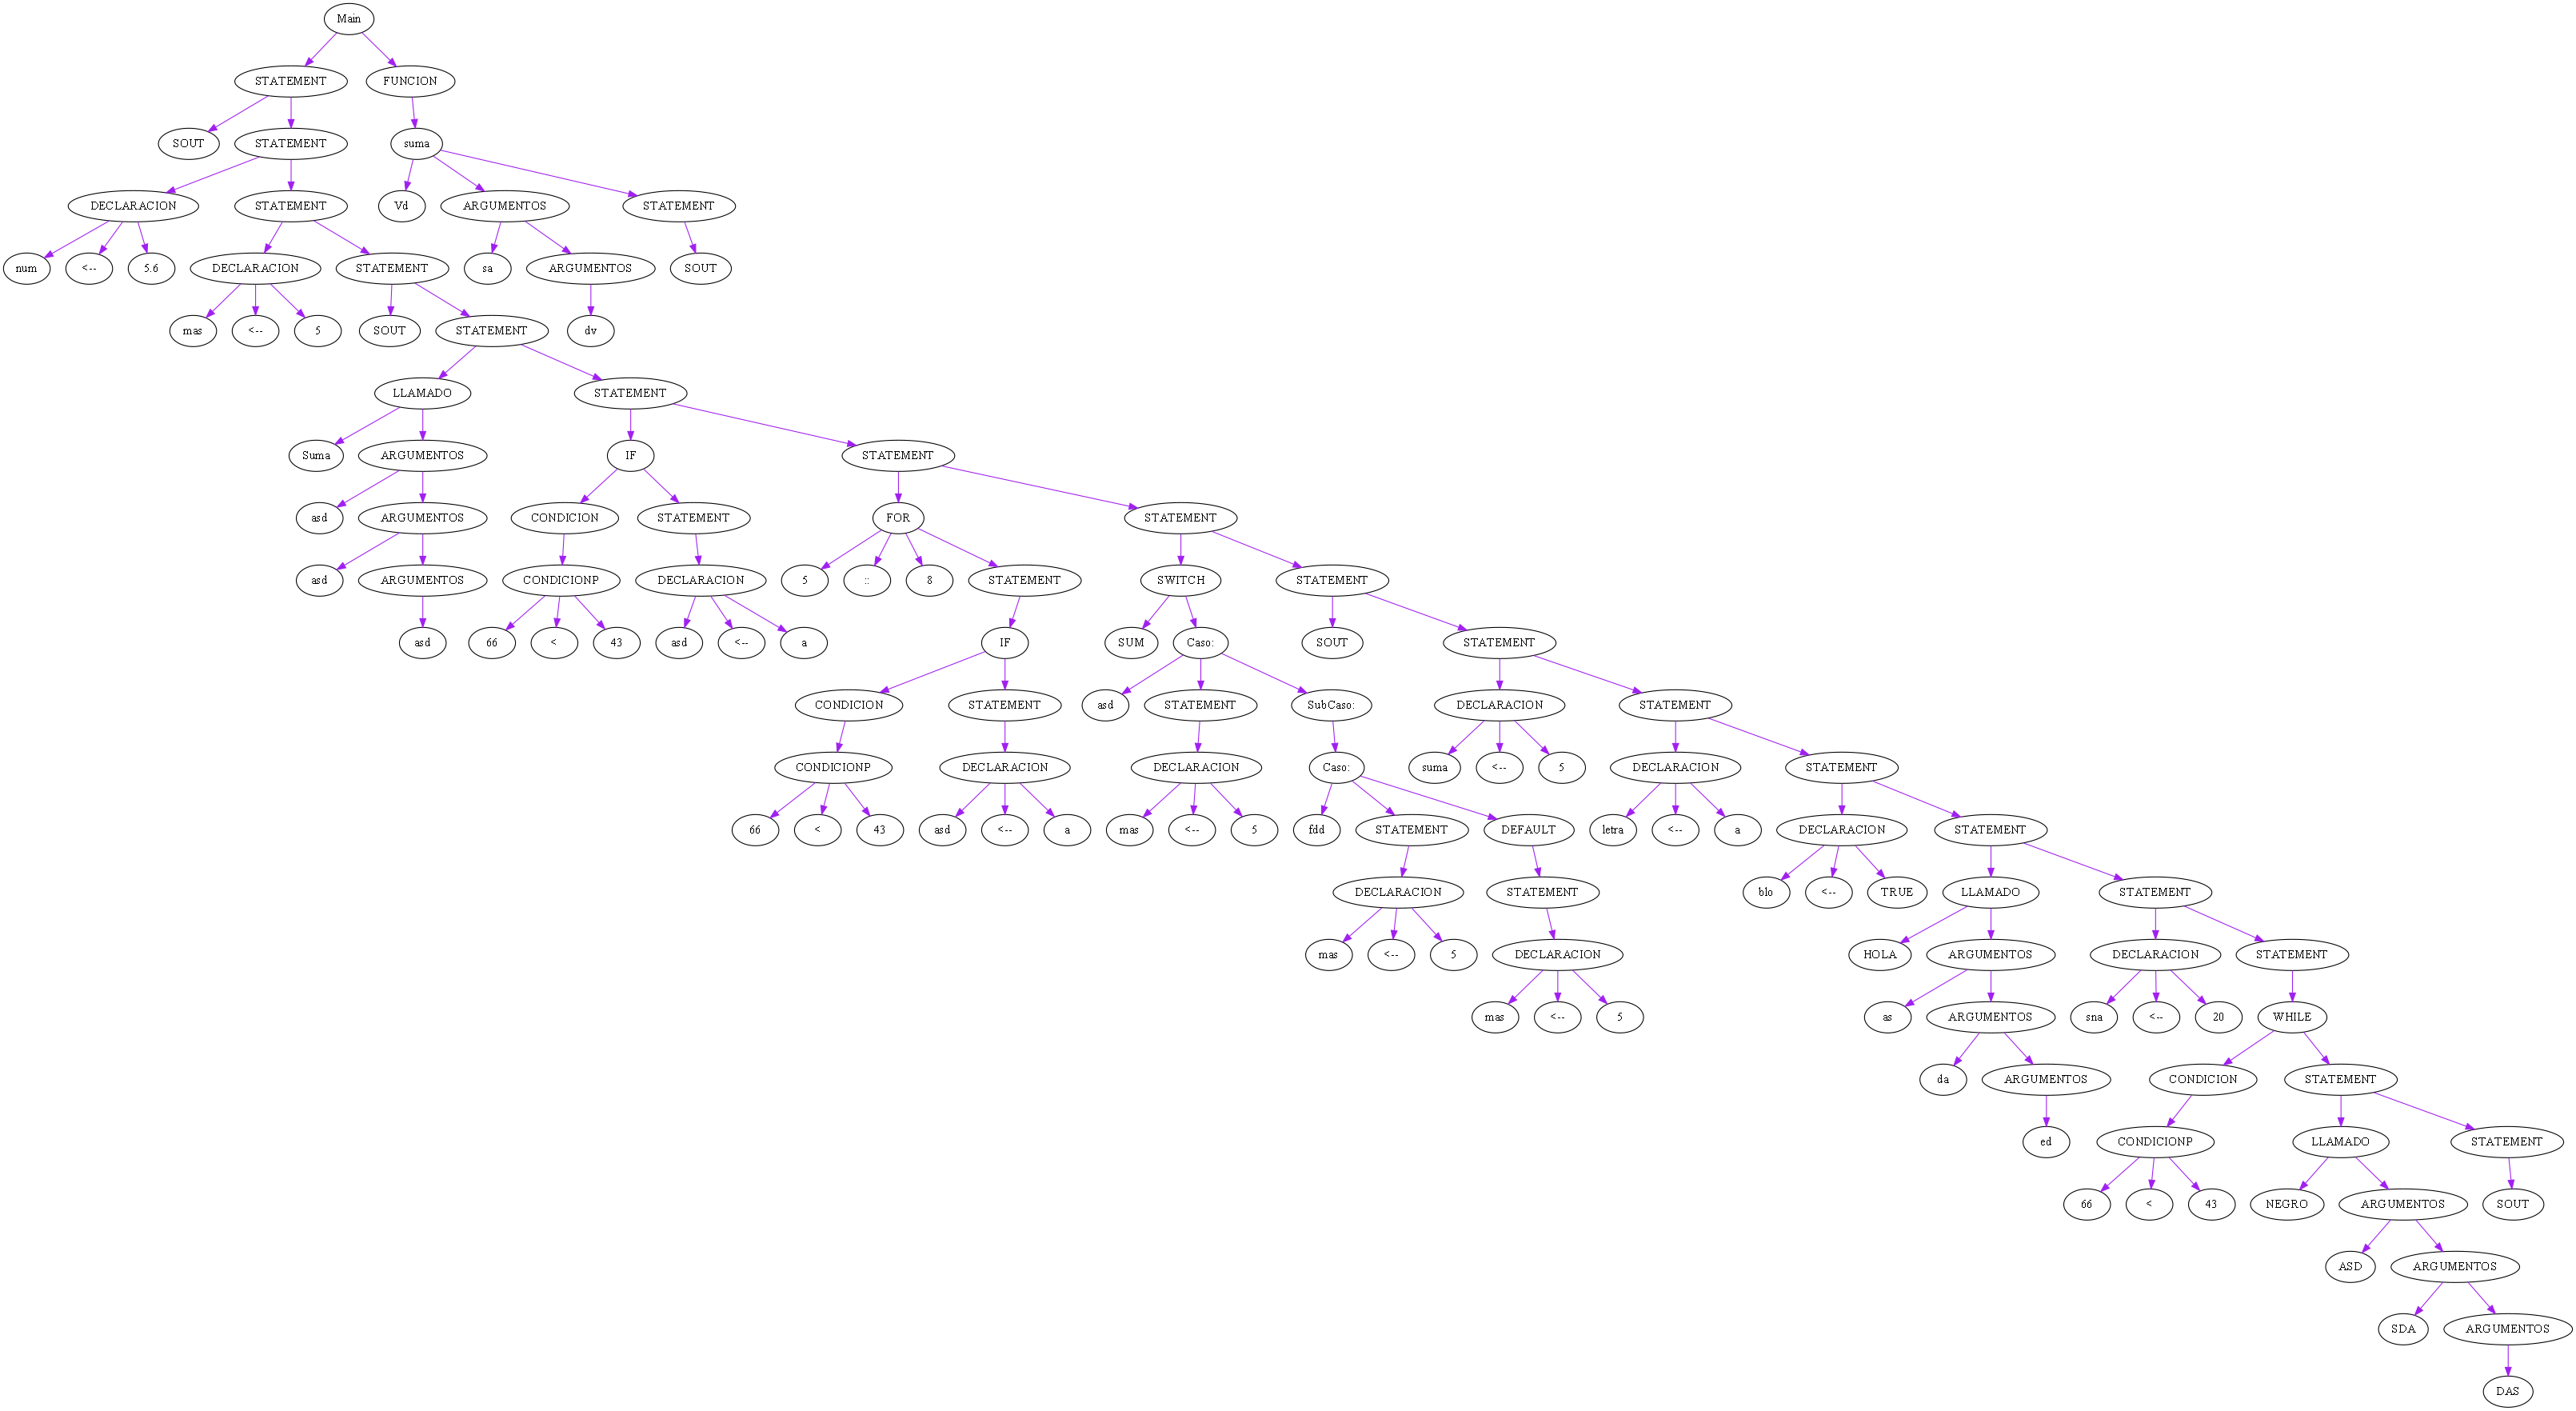 Main
STATEMENT FUNCION
SOUT STATEMENT suma
DECLARACION STATEMENT Vd ARGUMENTOS STATEMENT
num <-- 5.6 DECLARACION STATEMENT sa ARGUMENTOS SOUT
mas <-- 5 SOUT STATEMENT dv
LLAMADO STATEMENT
Suma ARGUMENTOS IF STATEMENT
asd ARGUMENTOS CONDICION STATEMENT FOR STATEMENT
asd ARGUMENTOS CONDICIONP DECLARACION 5 :: 8 STATEMENT SWITCH STATEMENT
asd 66 < 43 asd <-- a IF SUM Caso: SOUT STATEMENT
CONDICION STATEMENT asd STATEMENT SubCaso: DECLARACION STATEMENT
CONDICIONP DECLARACION DECLARACION Caso: suma <-- 5 DECLARACION STATEMENT
66 < 43 asd <-- a mas <-- 5 fdd STATEMENT DEFAULT letra <-- a DECLARACION STATEMENT
DECLARACION STATEMENT blo <-- TRUE LLAMADO STATEMENT
mas <-- 5 DECLARACION HOLA ARGUMENTOS DECLARACION STATEMENT
mas <-- 5 as ARGUMENTOS sna <-- 20 WHILE
da ARGUMENTOS CONDICION STATEMENT
ed CONDICIONP LLAMADO STATEMENT
66 < 43 NEGRO ARGUMENTOS SOUT
ASD ARGUMENTOS
SDA ARGUMENTOS
DAS